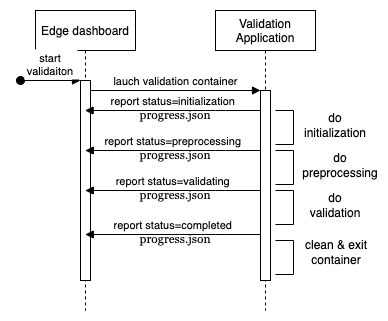 Edge dashboard
Validation
Application
start
validaiton
lauch validation container
report status=initialization
progress.json
do
initialization
report status=preprocessing
progress.json
do
preprocessing
report status=validating
progress.json
do
validation
report status=completed
progress.json
clean & exit
container